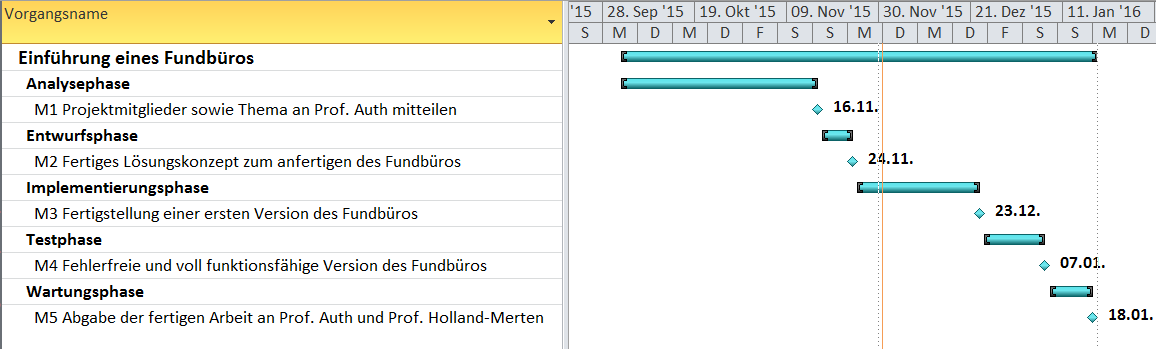 Vorgangsname
'15 28. Sep '15 19. Okt '15 09. Nov '15 30. Nov '15 21. Dez '15 11. Jan '16
S M D M D F S S M D M D F S S M D
Einführung eines Fundbüros
Analysephase
M1 Projektmitglieder sowie Thema an Prof. Auth mitteilen 16.11.
Entwurfsphase
M2 Fertiges Lösungskonzept zum anfertigen des Fundbüros 24.11.
Implementierungsphase
M3 Fertigstellung einer ersten Version des Fundbüros 23.12.
Testphase
M4 Fehlerfreie und voll funktionsfähige Version des Fundbüros 07.01.
Wartungsphase
M5 Abgabe der fertigen Arbeit an Prof. Auth und Prof. Holland-Merten 18.01.